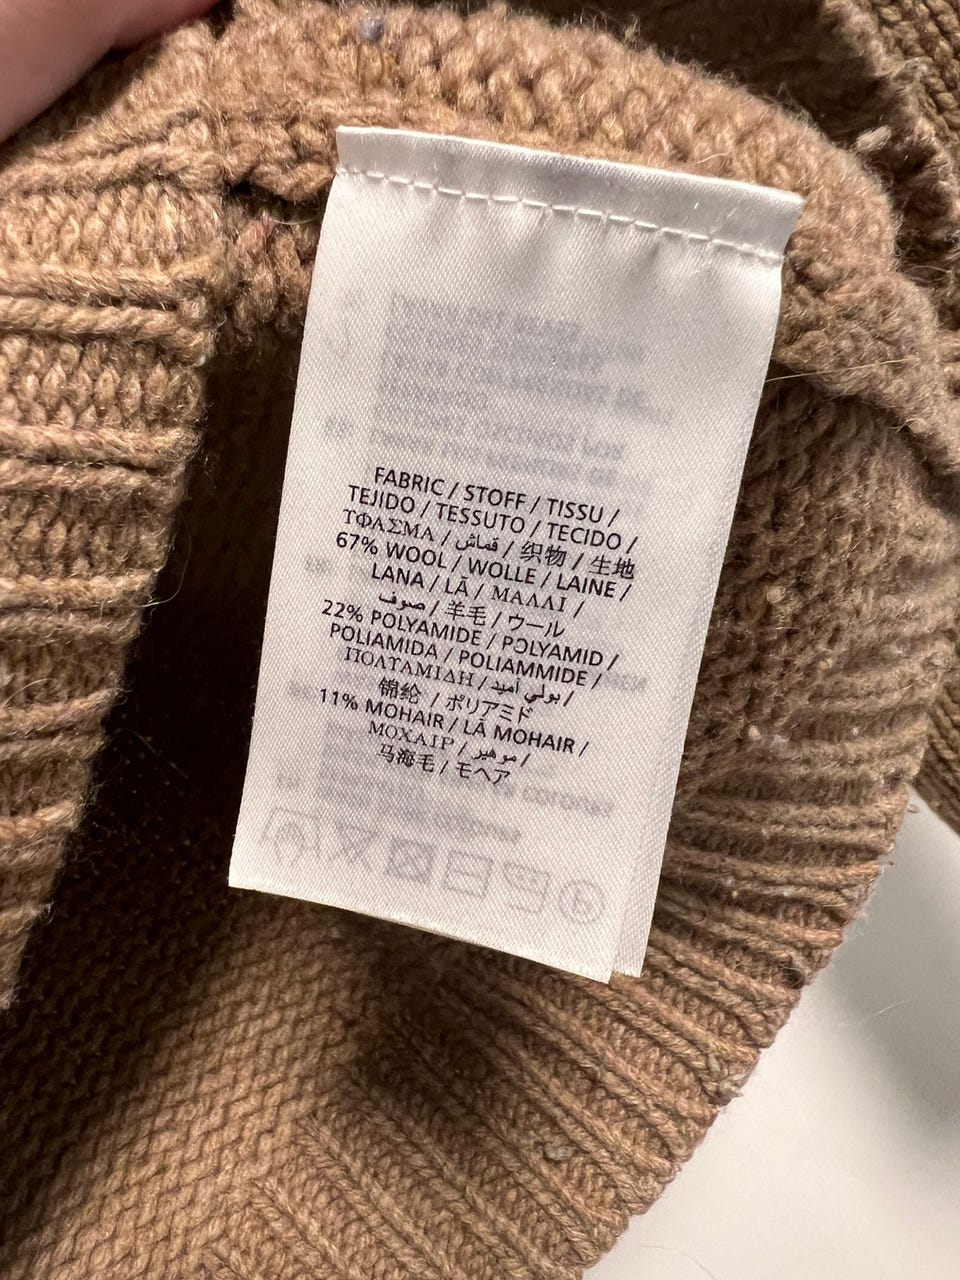 FABRIC / STOFF / TISSU /
TEJIDO / TESSUTO / TECIDO /
ΤΦΑΣΜΑ / قماش / 织物 / 生地
67% WOOL / WOLLE / LAINE /
LANA / LÃ / ΜΑΛΛΙ /
صوف / 羊毛 / ウール
22% POLYAMIDE / POLYAMID /
POLIAMIDA / POLIAMMIDE /
ΠΟΛΤΑΜΙΔΗ / بولي أميد /
锦纶 / ポリアミド
11% MOHAIR / LÃ MOHAIR /
ΜΟΧΑΙΡ / موهير /
马海毛 / モヘア